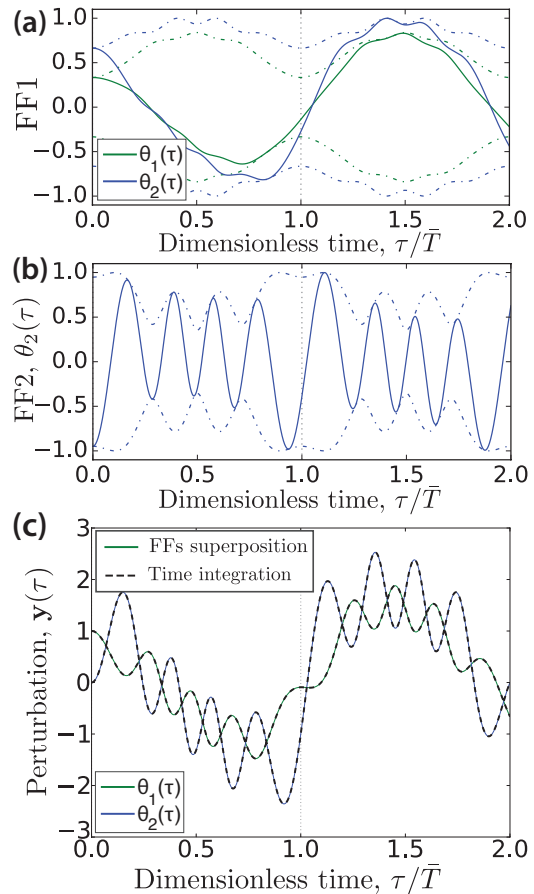 (a)
FF1
1.0
0.5
0.0
−0.5
−1.0
θ₁(τ)
θ₂(τ)
0.0 0.5 1.0 1.5 2.0
Dimensionless time, τ/T̄
(b)
FF2, θ₂(τ)
1.0
0.5
0.0
−0.5
−1.0
0.0 0.5 1.0 1.5 2.0
Dimensionless time, τ/T̄
(c)
Perturbation, y(τ)
3
2
1
0
−1
−2
−3
FFs superposition
Time integration
θ₁(τ)
θ₂(τ)
0.0 0.5 1.0 1.5 2.0
Dimensionless time, τ/T̄